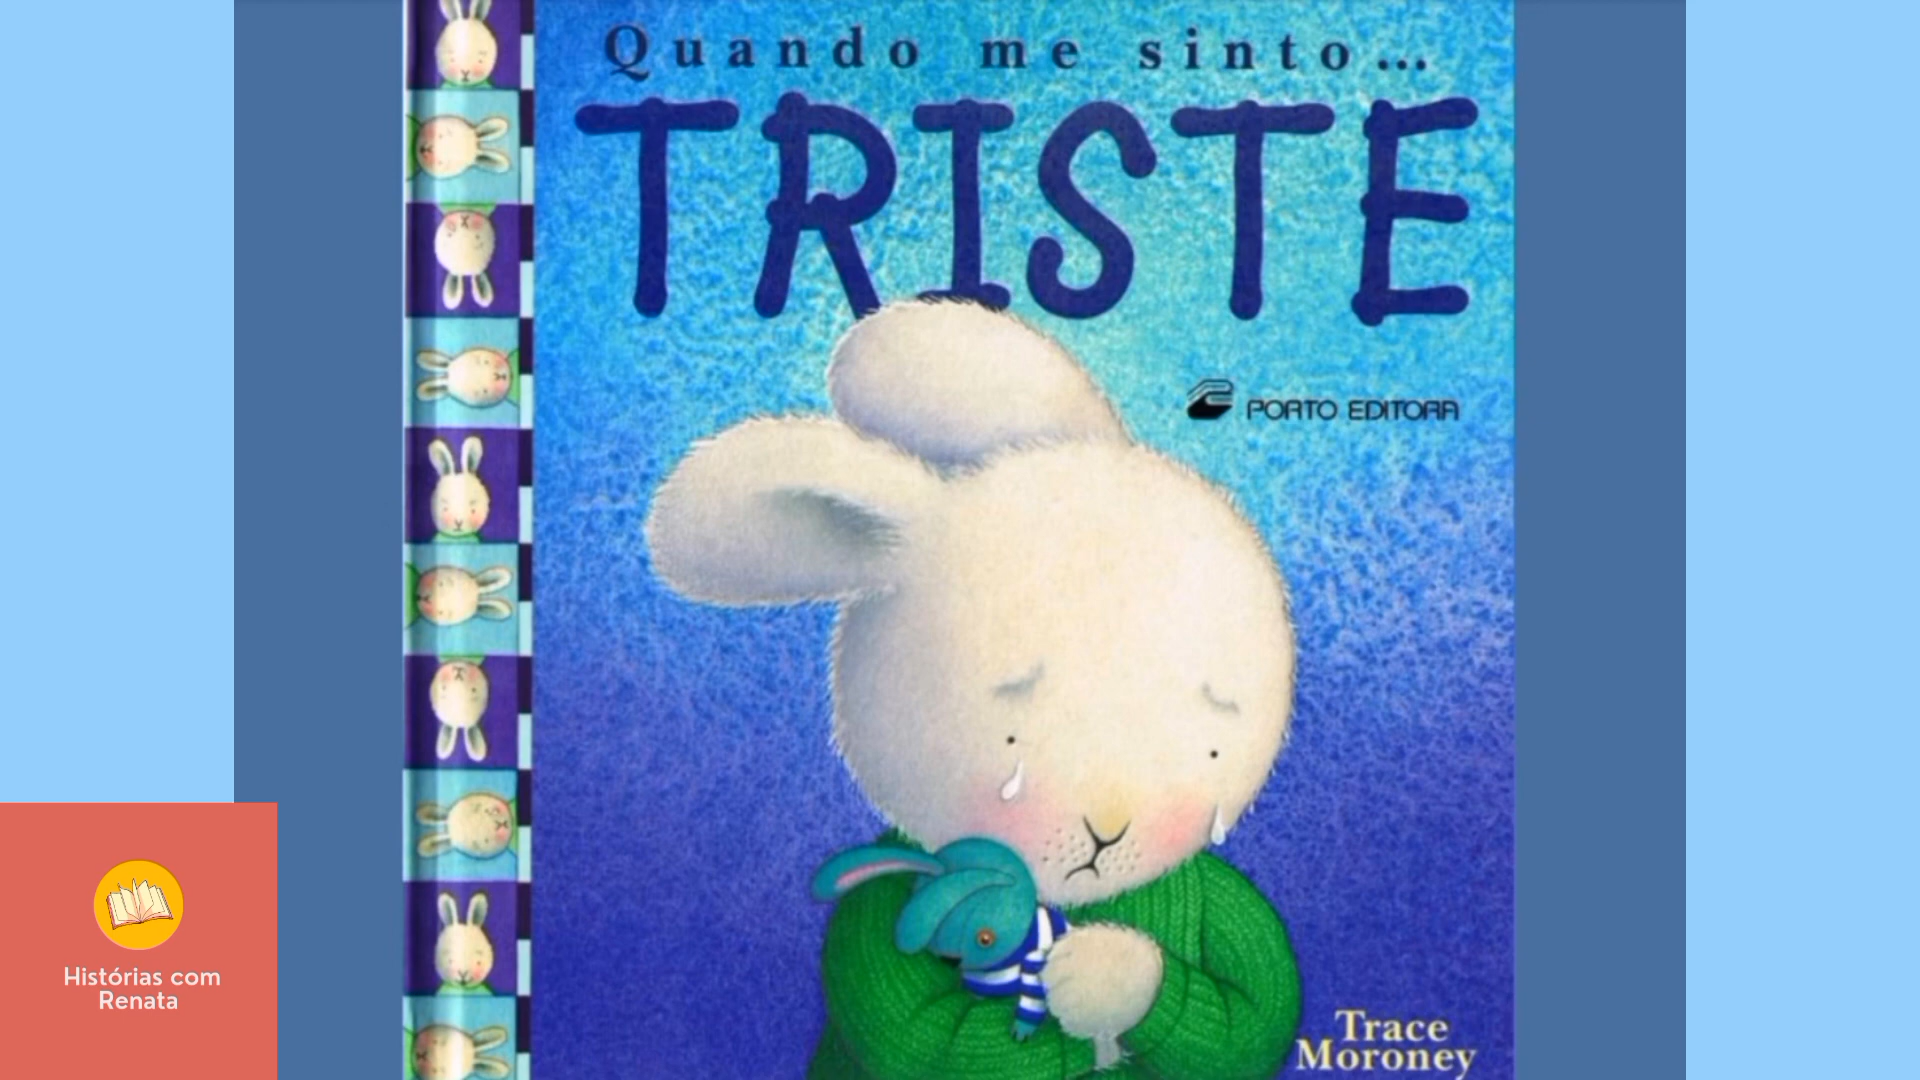 Quando me sinto...
TRISTE
PORTO EDITORA
Trace
Moroney
Histórias com
Renata